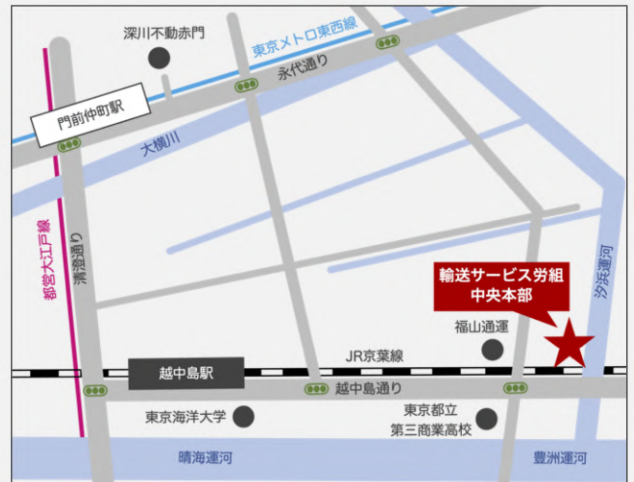 深川不動赤門
東京メトロ東西線
永代通り
門前仲町駅
大横川
都営大江戸線
清澄通り
汐浜運河
輸送サービス労組
中央本部
福山通運
JR京葉線
越中島駅
越中島通り
東京海洋大学
東京都立
第三商業高校
晴海運河
豊洲運河